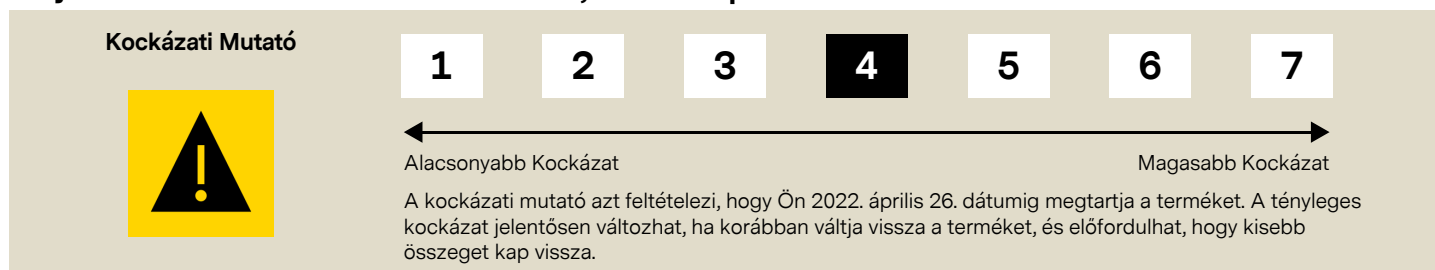 Kockázati Mutató
1 2 3 4 5 6 7
Alacsonyabb Kockázat Magasabb Kockázat
A kockázati mutató azt feltételezi, hogy Ön 2022. április 26. dátumig megtartja a terméket. A tényleges
kockázat jelentősen változhat, ha korábban váltja vissza a terméket, és előfordulhat, hogy kisebb
összeget kap vissza.